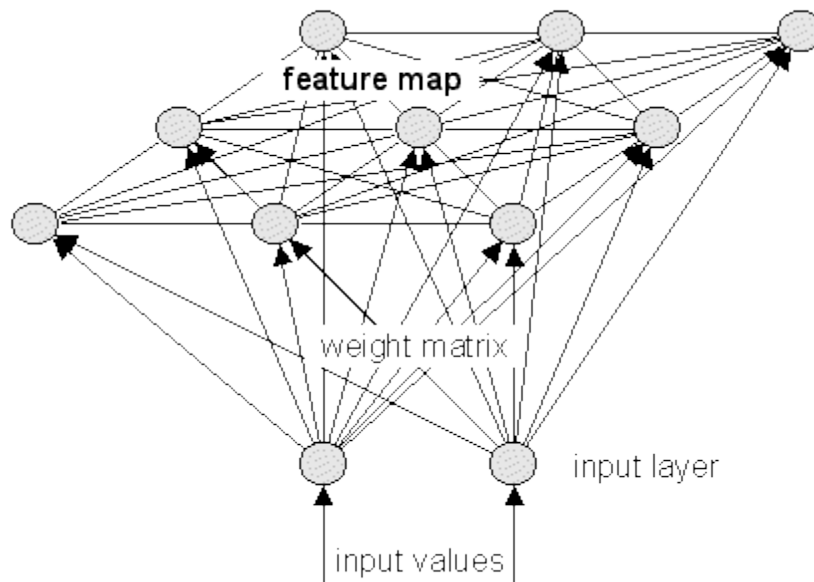 feature map
weight matrix
input layer
input values